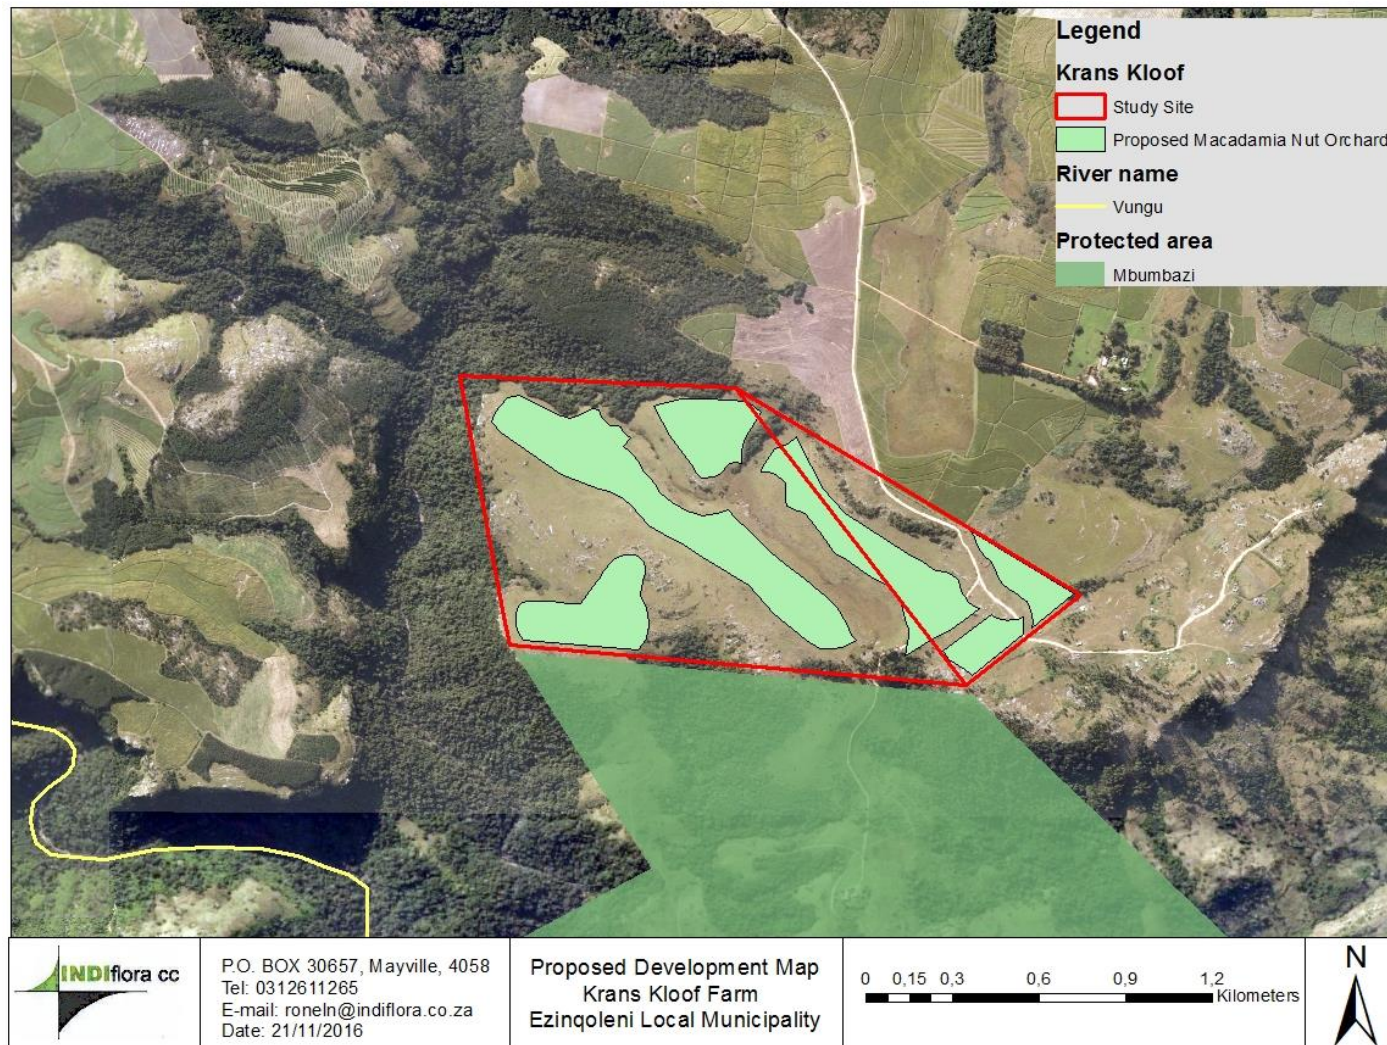 Legend
Krans Kloof
Study Site
Proposed Macadamia Nut Orchard
River name
Vungu
Protected area
Mbumbazi
INDIflora cc
P.O. BOX 30657, Mayville, 4058
Tel: 0312611265
E-mail: roneln@indiflora.co.za
Date: 21/11/2016
Proposed Development Map
Krans Kloof Farm
Ezinqoleni Local Municipality
0 0,15 0,3 0,6 0,9 1,2
Kilometers
N